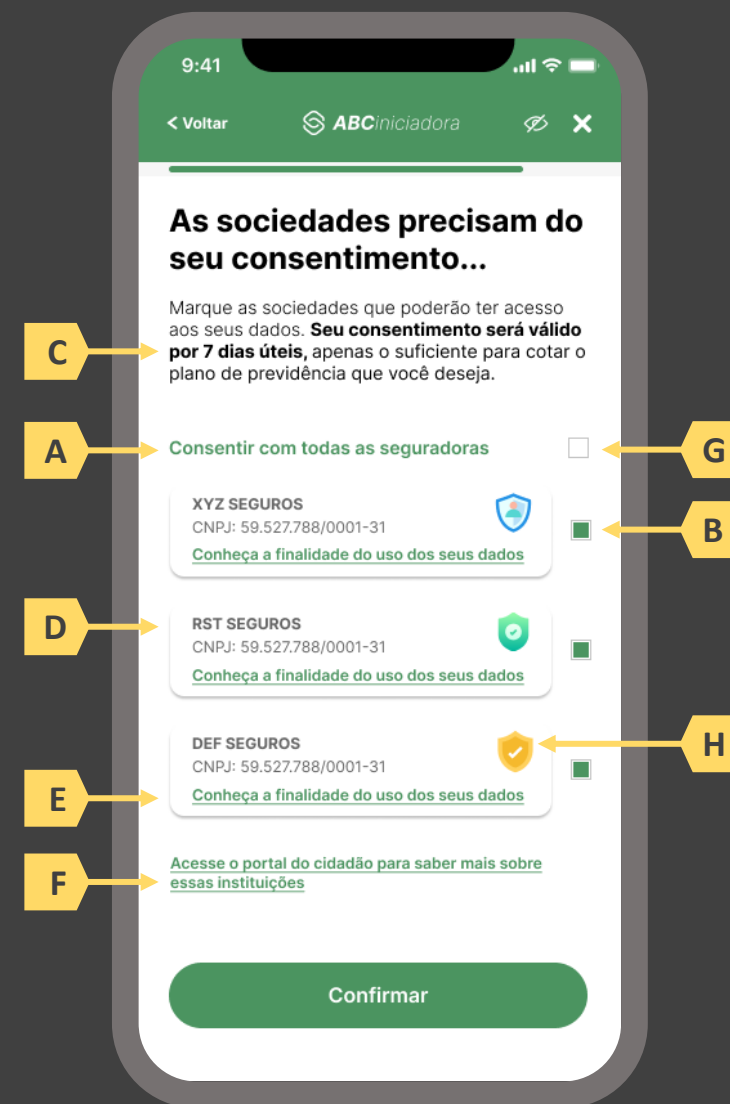 9:41
< Voltar
ABCiniciadora
As sociedades precisam do
seu consentimento...
Marque as sociedades que poderão ter acesso
aos seus dados. Seu consentimento será válido
por 7 dias úteis, apenas o suficiente para cotar o
plano de previdência que você deseja.
C
A
Consentir com todas as seguradoras
G
XYZ SEGUROS
CNPJ: 59.527.788/0001-31
Conheça a finalidade do uso dos seus dados
B
D
RST SEGUROS
CNPJ: 59.527.788/0001-31
Conheça a finalidade do uso dos seus dados
DEF SEGUROS
CNPJ: 59.527.788/0001-31
Conheça a finalidade do uso dos seus dados
H
E
F
Acesse o portal do cidadão para saber mais sobre
essas instituições
Confirmar